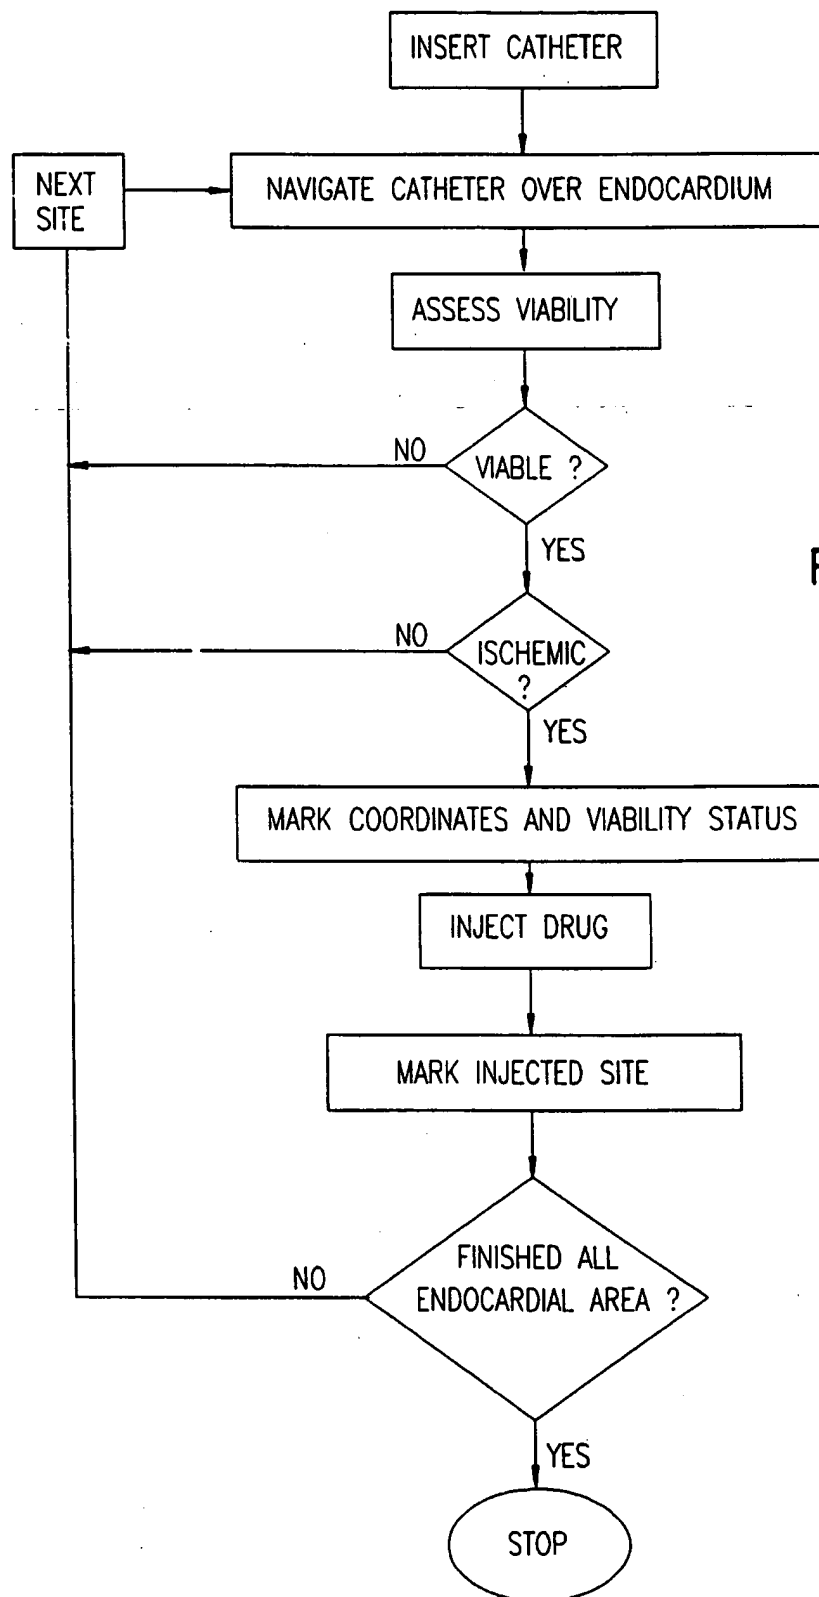 INSERT CATHETER
NEXT
SITE
NAVIGATE CATHETER OVER ENDOCARDIUM
ASSESS VIABILITY
NO
VIABLE ?
YES
NO
ISCHEMIC
?
YES
MARK COORDINATES AND VIABILITY STATUS
INJECT DRUG
MARK INJECTED SITE
FINISHED ALL
NO
ENDOCARDIAL AREA ?
YES
STOP